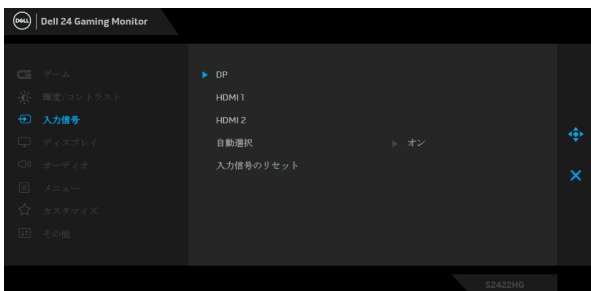 DELL Dell 24 Gaming Monitor
ゲーム
輝度/コントラスト
入力信号
ディスプレイ
オーディオ
メニュー
カスタマイズ
その他
DP
HDMI 1
HDMI 2
自動選択 オン
入力信号のリセット
S2422HG